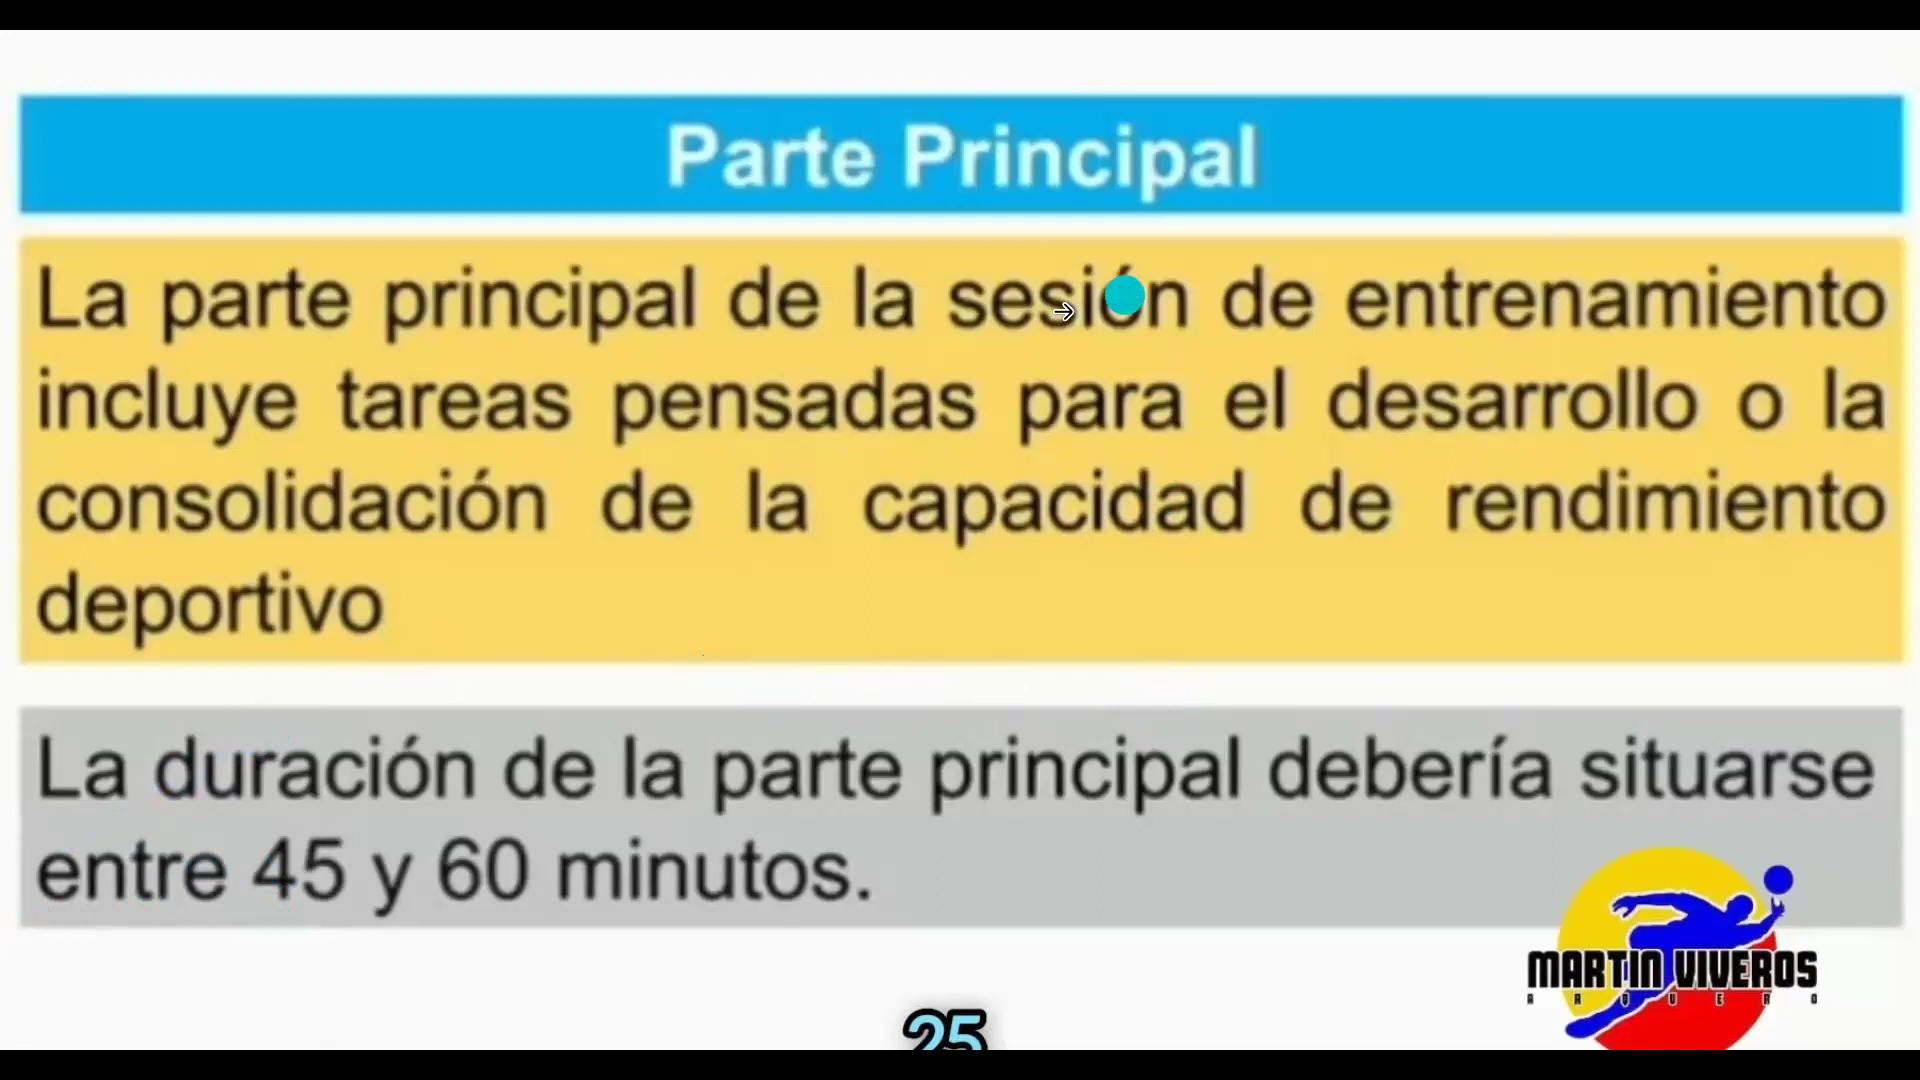 Parte Principal
La parte principal de la sesión de entrenamiento
incluye tareas pensadas para el desarrollo o la
consolidación de la capacidad de rendimiento
deportivo
La duración de la parte principal debería situarse
entre 45 y 60 minutos.
MARTIN VIVEROS
ARQUERO
25